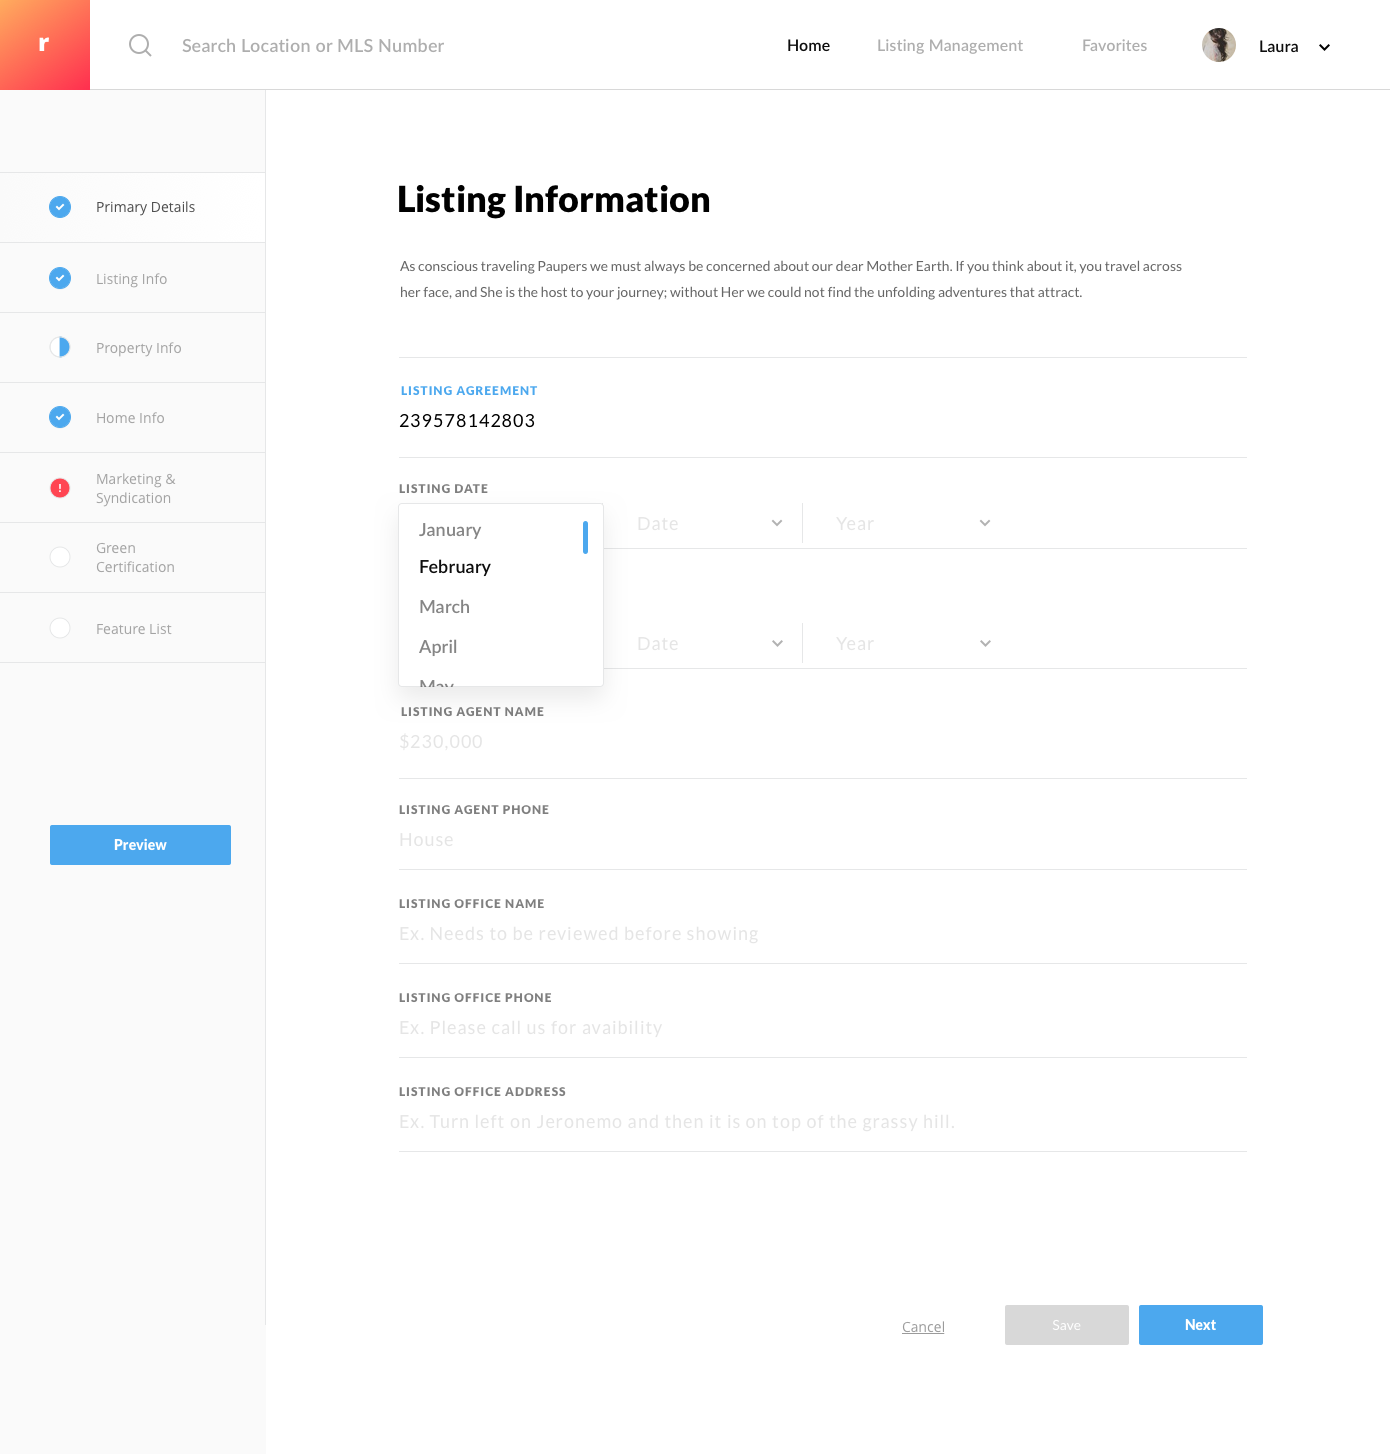 r
Search Location or MLS Number
Home
Listing Management
Favorites
Laura
Primary Details
Listing Info
Property Info
Home Info
!
Marketing &
Syndication
Green
Certification
Feature List
Preview
Listing Information
As conscious traveling Paupers we must always be concerned about our dear Mother Earth. If you think about it, you travel across
her face, and She is the host to your journey; without Her we could not find the unfolding adventures that attract.
LISTING AGREEMENT
239578142803
LISTING DATE
January
February
March
April
May
Date
Year
Date
Year
LISTING AGENT NAME
$230,000
LISTING AGENT PHONE
House
LISTING OFFICE NAME
Ex. Needs to be reviewed before showing
LISTING OFFICE PHONE
Ex. Please call us for avaibility
LISTING OFFICE ADDRESS
Ex. Turn left on Jeronemo and then it is on top of the grassy hill.
Cancel
Save
Next